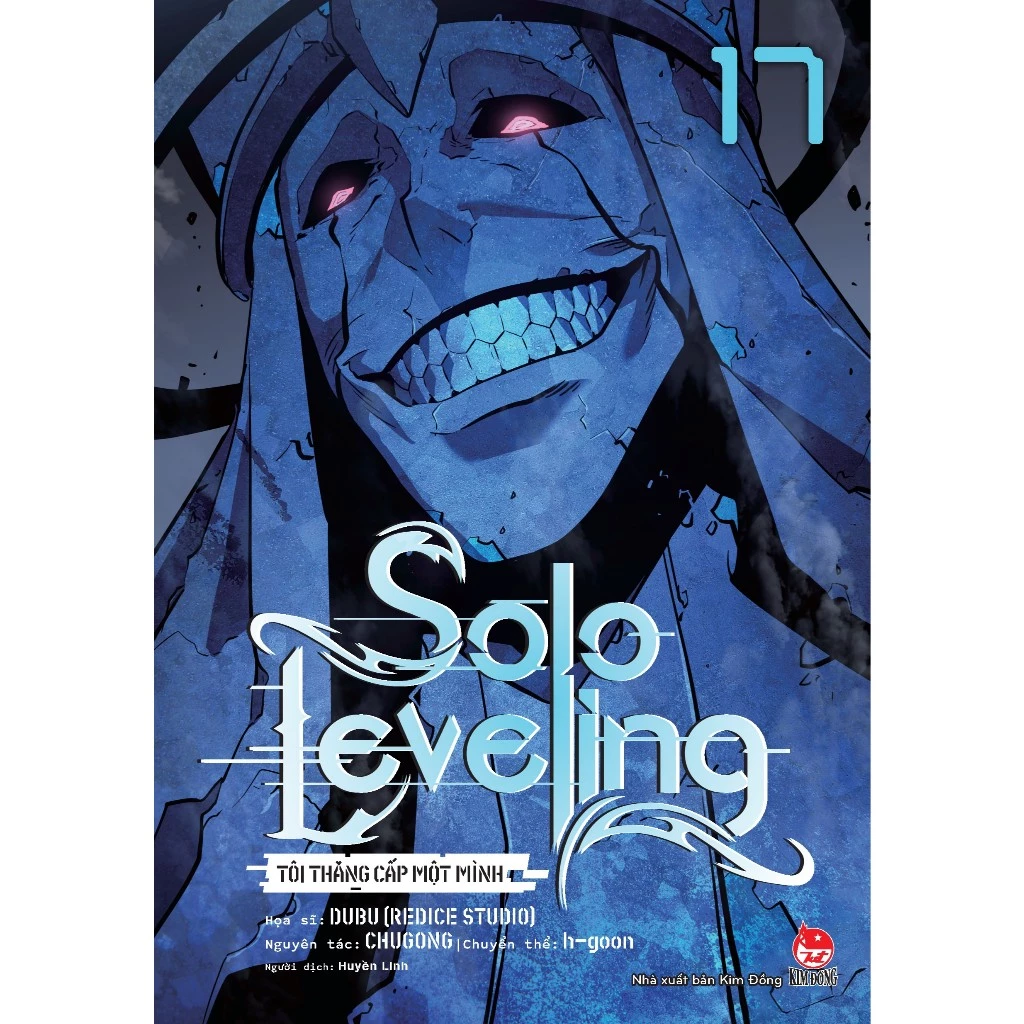 17
Solo
Leveling
TÔI THĂNG CẤP MỘT MÌNH
Họa sĩ: DUBU (REDICE STUDIO)
Nguyên tác: CHUGONG | Chuyển thể: h-goon
Người dịch: Huyền Linh
Nhà xuất bản Kim Đồng
KIM ĐỒNG